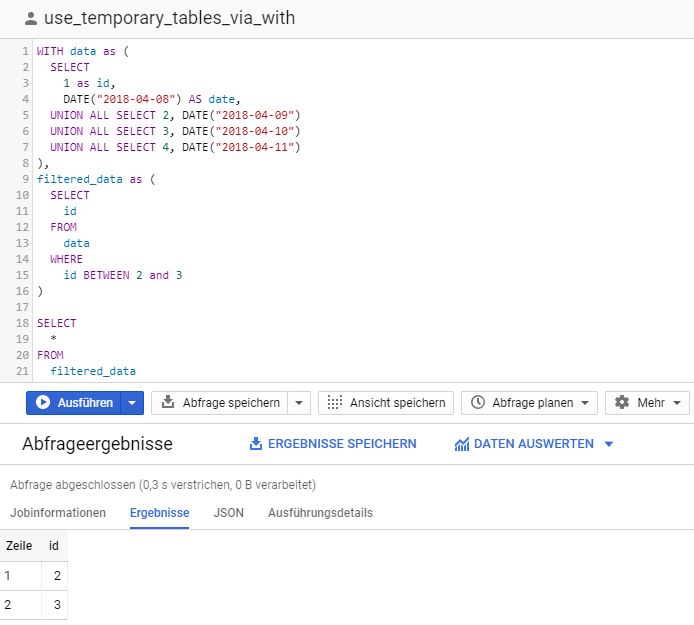 use_temporary_tables_via_with
1 WITH data as (
2   SELECT
3     1 as id,
4     DATE("2018-04-08") AS date,
5   UNION ALL SELECT 2, DATE("2018-04-09")
6   UNION ALL SELECT 3, DATE("2018-04-10")
7   UNION ALL SELECT 4, DATE("2018-04-11")
8 ),
9 filtered_data as (
10   SELECT
11     id
12   FROM
13     data
14   WHERE
15     id BETWEEN 2 and 3
16 )
17
18 SELECT
19   *
20 FROM
21   filtered_data
Ausführen Abfrage speichern Ansicht speichern Abfrage planen Mehr
Abfrageergebnisse ERGEBNISSE SPEICHERN DATEN AUSWERTEN
Abfrage abgeschlossen (0,3 s verstrichen, 0 B verarbeitet)
Jobinformationen Ergebnisse JSON Ausführungsdetails
Zeile id
1 2
2 3